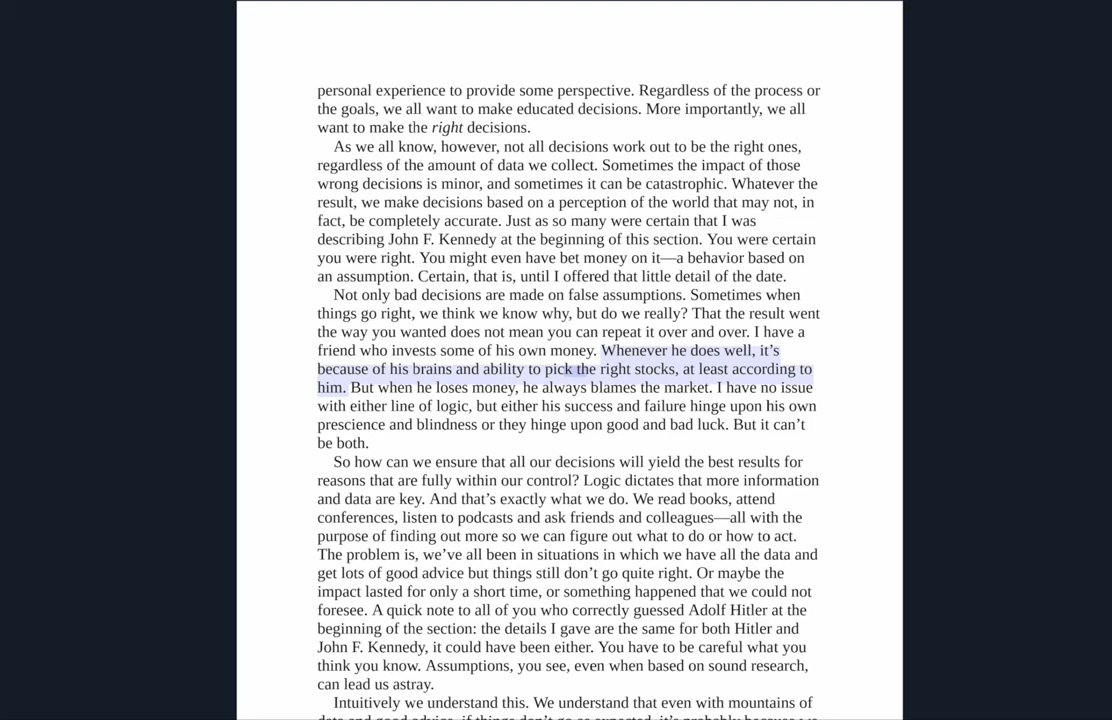 personal experience to provide some perspective. Regardless of the process or
the goals, we all want to make educated decisions. More importantly, we all
want to make the right decisions.
As we all know, however, not all decisions work out to be the right ones,
regardless of the amount of data we collect. Sometimes the impact of those
wrong decisions is minor, and sometimes it can be catastrophic. Whatever the
result, we make decisions based on a perception of the world that may not, in
fact, be completely accurate. Just as so many were certain that I was
describing John F. Kennedy at the beginning of this section. You were certain
you were right. You might even have bet money on it—a behavior based on
an assumption. Certain, that is, until I offered that little detail of the date.
Not only bad decisions are made on false assumptions. Sometimes when
things go right, we think we know why, but do we really? That the result went
the way you wanted does not mean you can repeat it over and over. I have a
friend who invests some of his own money. Whenever he does well, it’s
because of his brains and ability to pick the right stocks, at least according to
him. But when he loses money, he always blames the market. I have no issue
with either line of logic, but either his success and failure hinge upon his own
prescience and blindness or they hinge upon good and bad luck. But it can’t
be both.
So how can we ensure that all our decisions will yield the best results for
reasons that are fully within our control? Logic dictates that more information
and data are key. And that’s exactly what we do. We read books, attend
conferences, listen to podcasts and ask friends and colleagues—all with the
purpose of finding out more so we can figure out what to do or how to act.
The problem is, we’ve all been in situations in which we have all the data and
get lots of good advice but things still don’t go quite right. Or maybe the
impact lasted for only a short time, or something happened that we could not
foresee. A quick note to all of you who correctly guessed Adolf Hitler at the
beginning of the section: the details I gave are the same for both Hitler and
John F. Kennedy, it could have been either. You have to be careful what you
think you know. Assumptions, you see, even when based on sound research,
can lead us astray.
Intuitively we understand this. We understand that even with mountains of
data and good advice, if things don’t go as expected, it’s probably because we